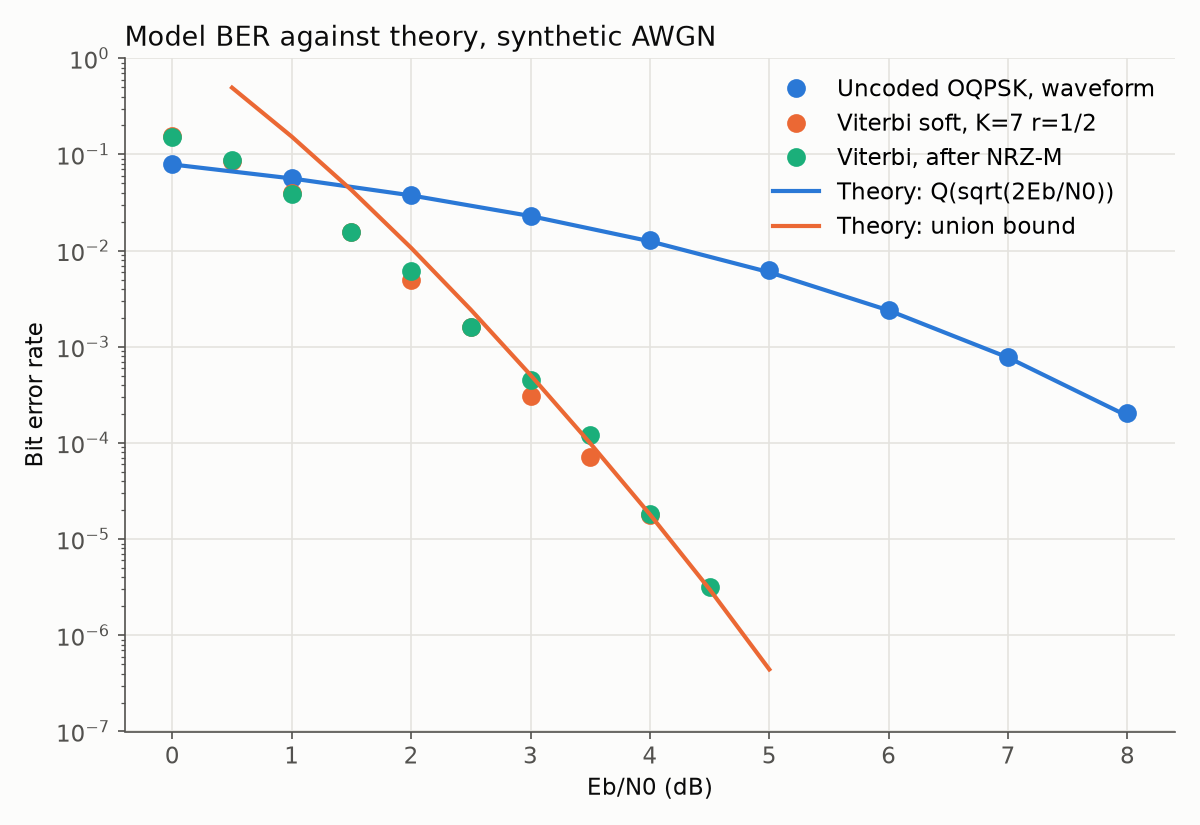 Model BER against theory, synthetic AWGN
Uncoded OQPSK, waveform
Viterbi soft, K=7 r=1/2
Viterbi, after NRZ-M
Theory: Q(sqrt(2Eb/N0))
Theory: union bound
10⁰
10⁻¹
10⁻²
10⁻³
10⁻⁴
10⁻⁵
10⁻⁶
10⁻⁷
Bit error rate
0 1 2 3 4 5 6 7 8
Eb/N0 (dB)